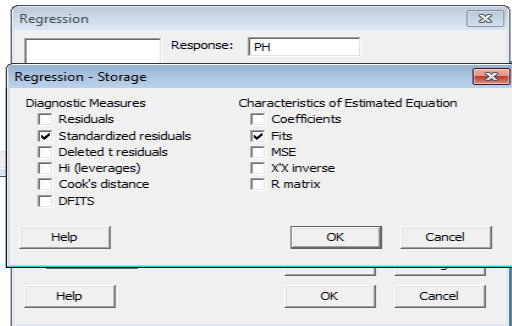 Regression
Response: PH
Regression - Storage
Diagnostic Measures
Residuals
Standardized residuals
Deleted t residuals
Hi (leverages)
Cook's distance
DFITS
Characteristics of Estimated Equation
Coefficients
Fits
MSE
X'X inverse
R matrix
Help OK Cancel
Help OK Cancel